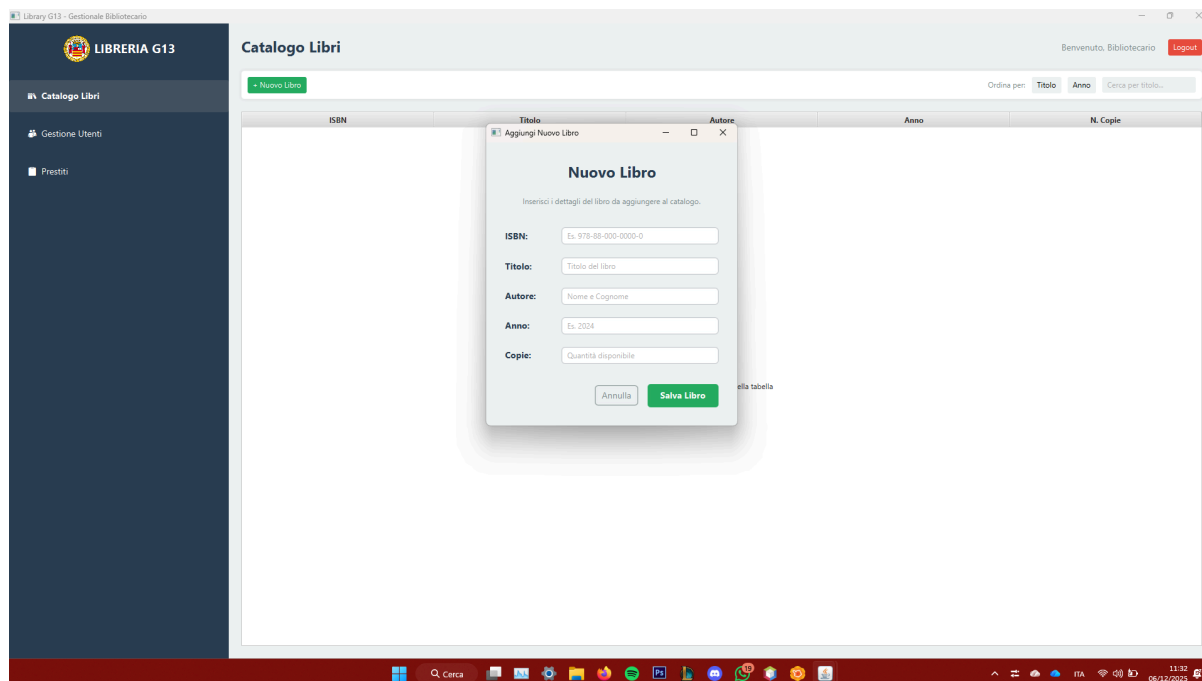 Library G13 - Gestionale Bibliotecario
LIBRERIA G13
Catalogo Libri
Gestione Utenti
Prestiti
Catalogo Libri
Benvenuto, Bibliotecario
Logout
+ Nuovo Libro
Ordina per: Titolo Anno Cerca per titolo...
ISBN Titolo Autore Anno N. Copie
Aggiungi Nuovo Libro
Nuovo Libro
Inserisci i dettagli del libro da aggiungere al catalogo.
ISBN: Es. 978-88-000-0000-0
Titolo: Titolo del libro
Autore: Nome e Cognome
Anno: Es. 2024
Copie: Quantità disponibile
Annulla Salva Libro
tabella
Cerca
Ps
19
ITA
11:32
06/12/2025